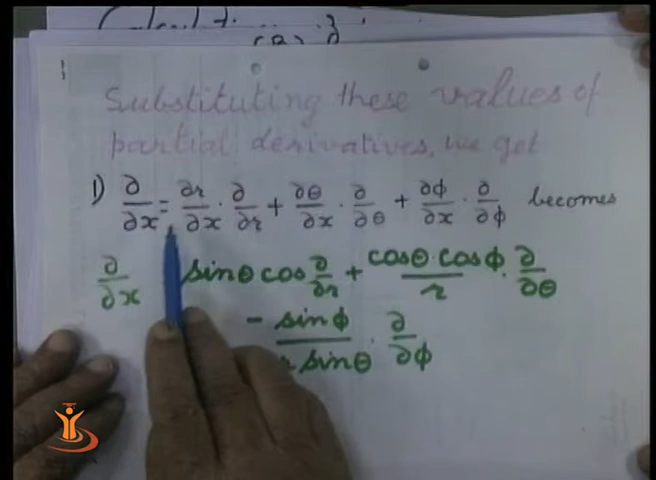 Substituting these values of
partial derivatives, we get
1) ∂/∂x = ∂r/∂x · ∂/∂r + ∂θ/∂x · ∂/∂θ + ∂ϕ/∂x · ∂/∂ϕ becomes
∂/∂x sinθ cos ∂/∂r + cosθ·cosϕ/r · ∂/∂θ
- sinϕ/r sinθ · ∂/∂ϕ